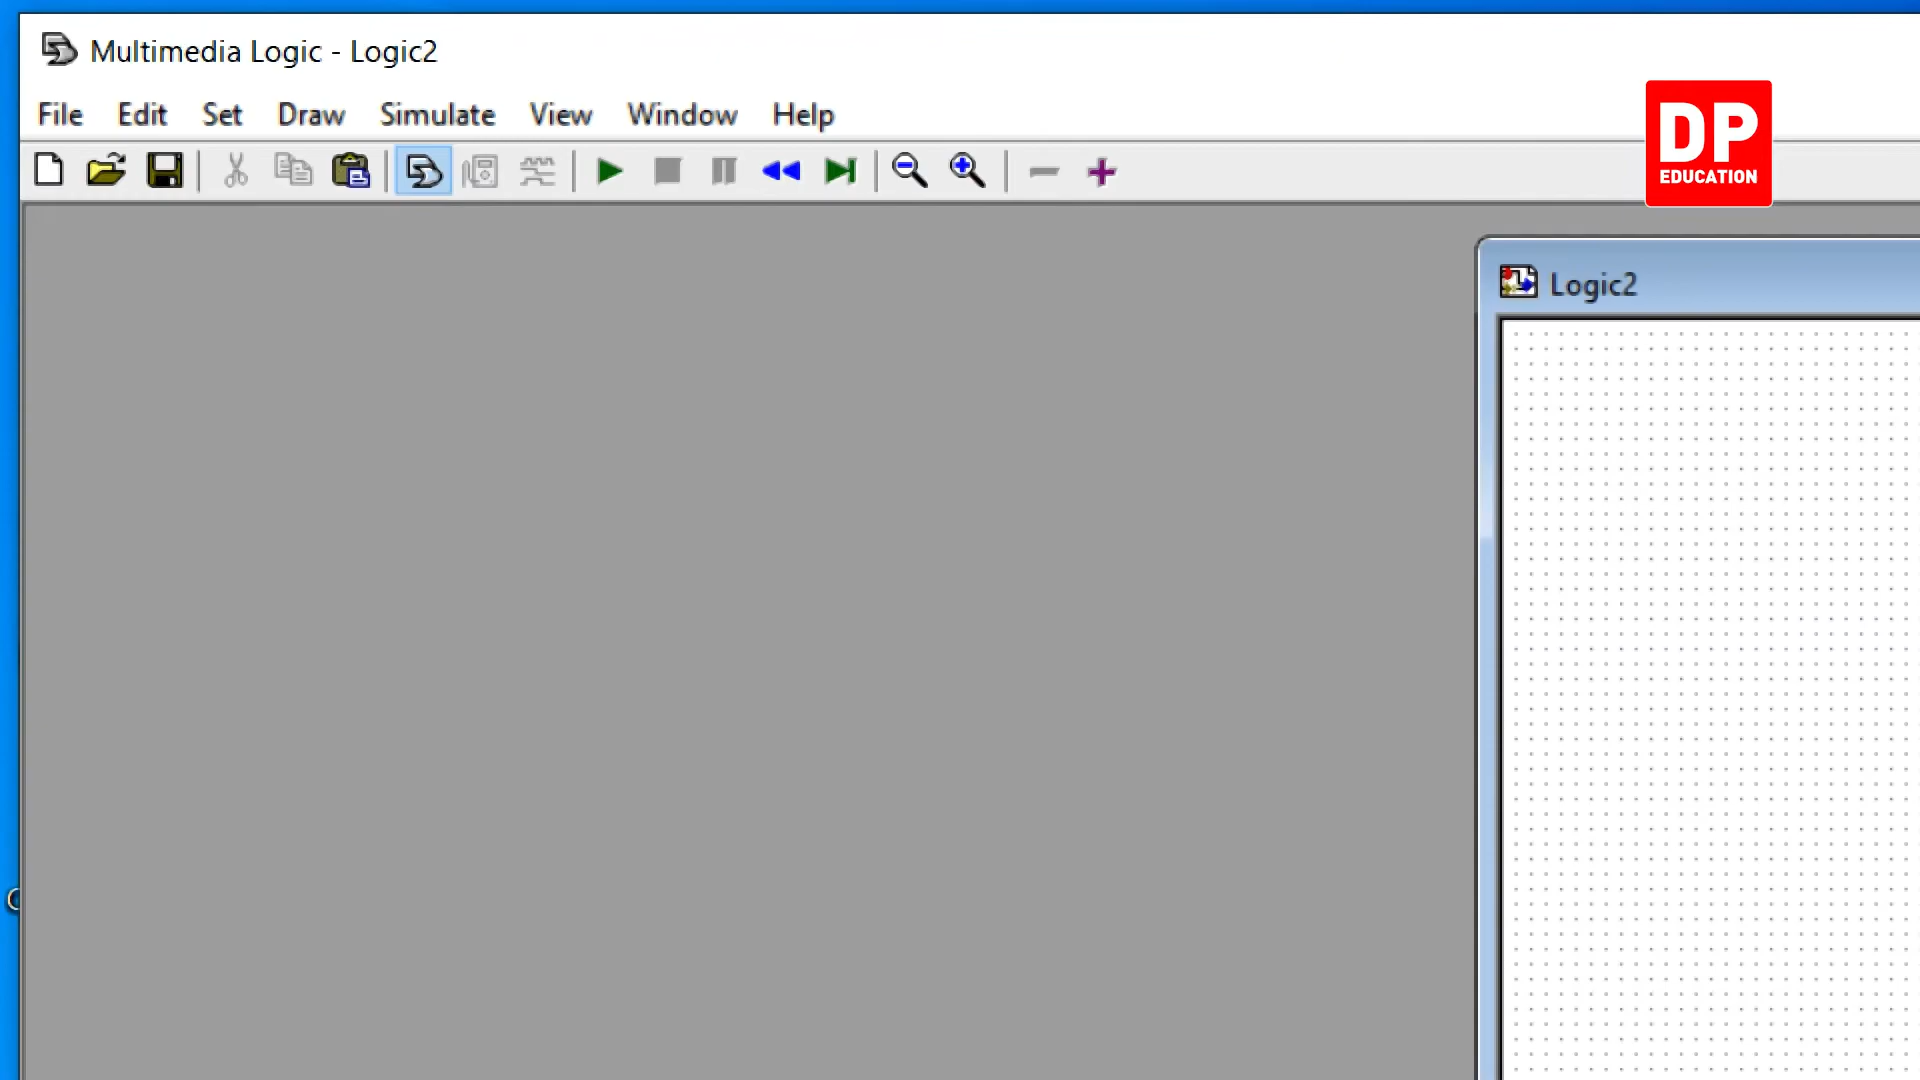 Multimedia Logic - Logic2
File Edit Set Draw Simulate View Window Help
DP
EDUCATION
Logic2